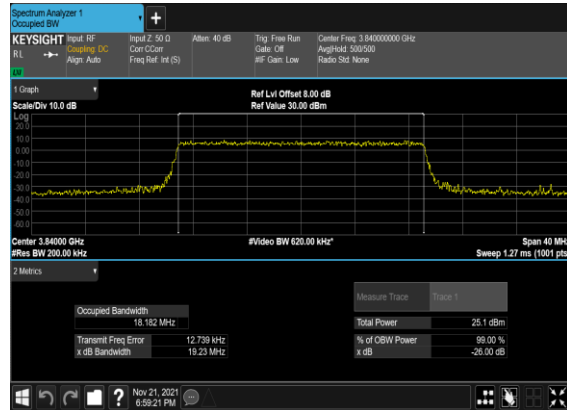 Spectrum Analyzer 1
Occupied BW
KEYSIGHT Input: RF Input Z: 50 Ω Atten: 40 dB Trig: Free Run Center Freq: 3.840000000 GHz
RL Coupling: DC Corr CCorr Gate: Off Avg|Hold: 500/500
Align: Auto Freq Ref: Int (S) #IF Gain: Low Radio Std: None
1 Graph
Ref Lvl Offset 8.00 dB
Scale/Div 10.0 dB Ref Value 30.00 dBm
Log
20.0
10.0
0.00
-10.0
-20.0
-30.0
-40.0
-50.0
-60.0
Center 3.84000 GHz #Video BW 620.00 kHz* Span 40 MHz
#Res BW 200.00 kHz Sweep 1.27 ms (1001 pts
2 Metrics
Measure Trace Trace 1
Occupied Bandwidth
18.182 MHz Total Power 25.1 dBm
Transmit Freq Error 12.739 kHz % of OBW Power 99.00 %
x dB Bandwidth 19.23 MHz x dB -26.00 dB
Nov 21, 2021
6:59:21 PM